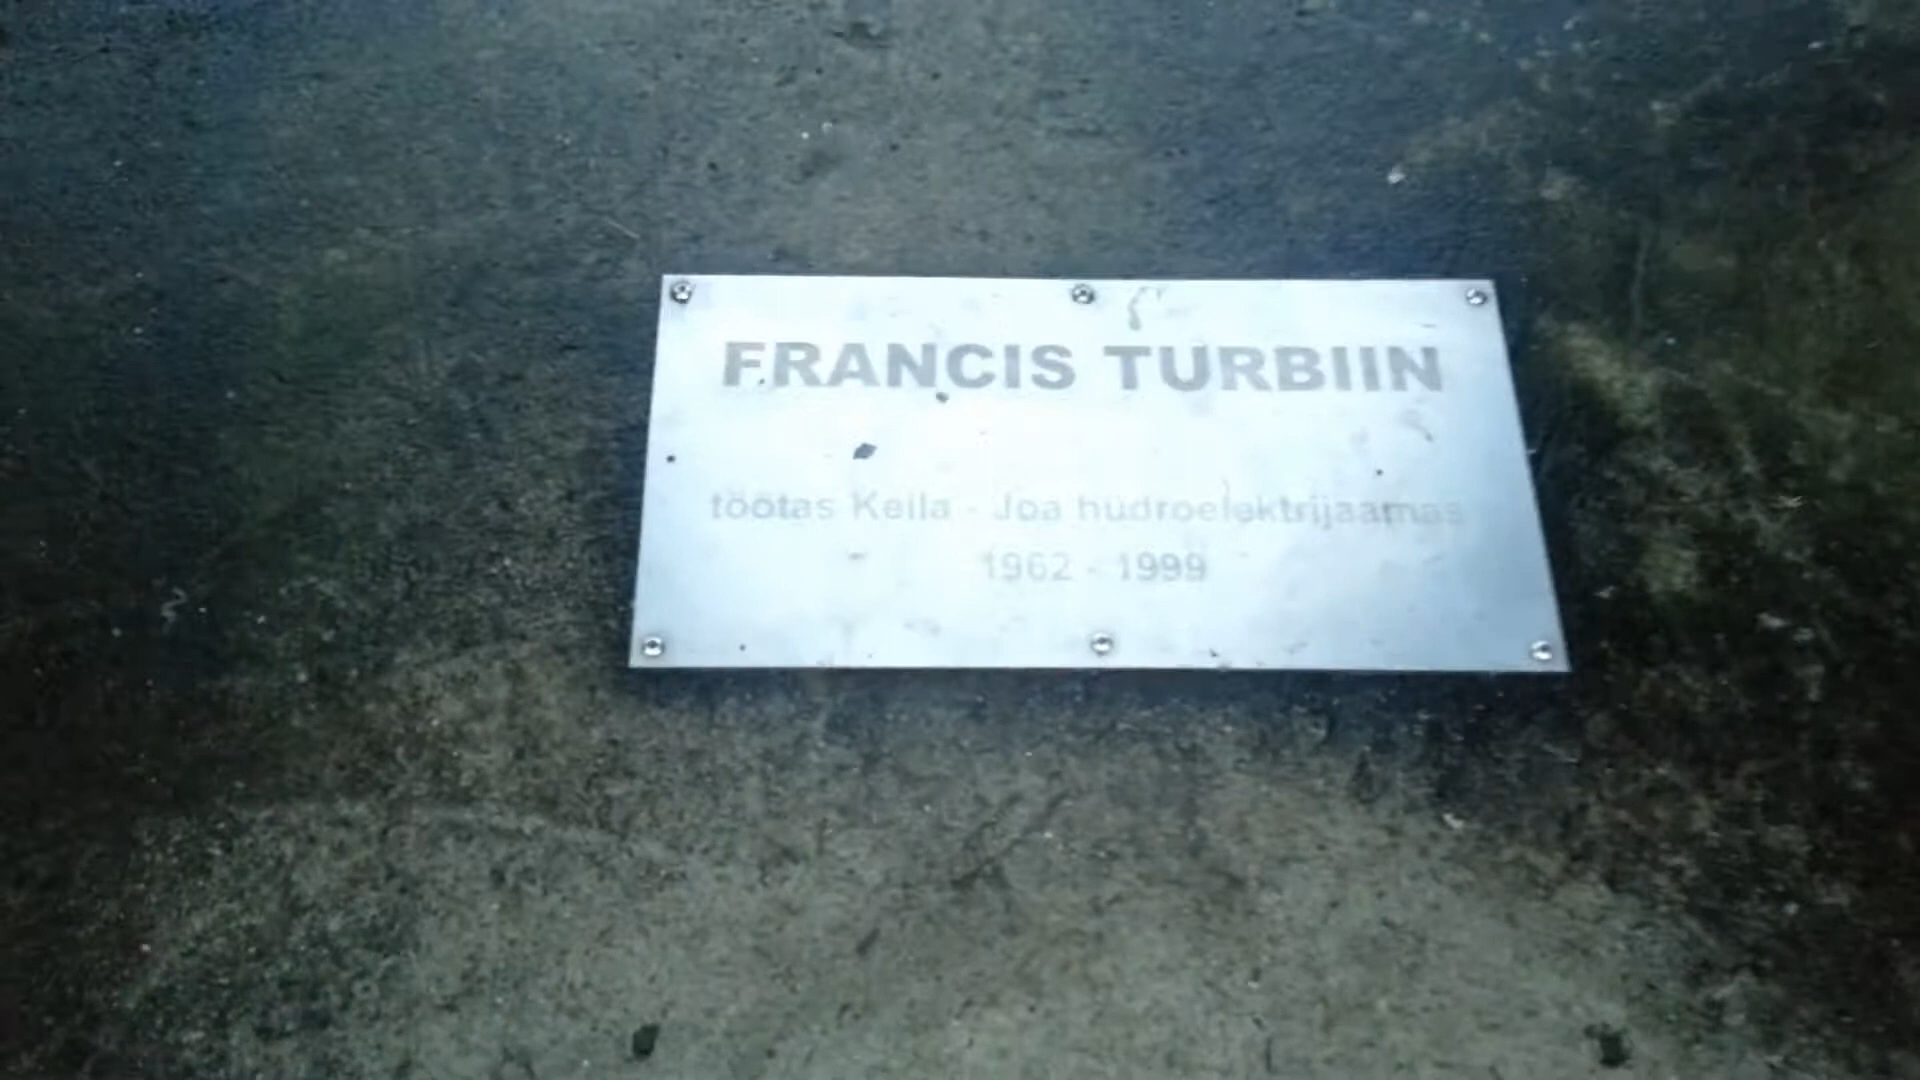 FRANCIS TURBIIN
töötas Keila - Joa hüdroelektrijaamas
1962 - 1999